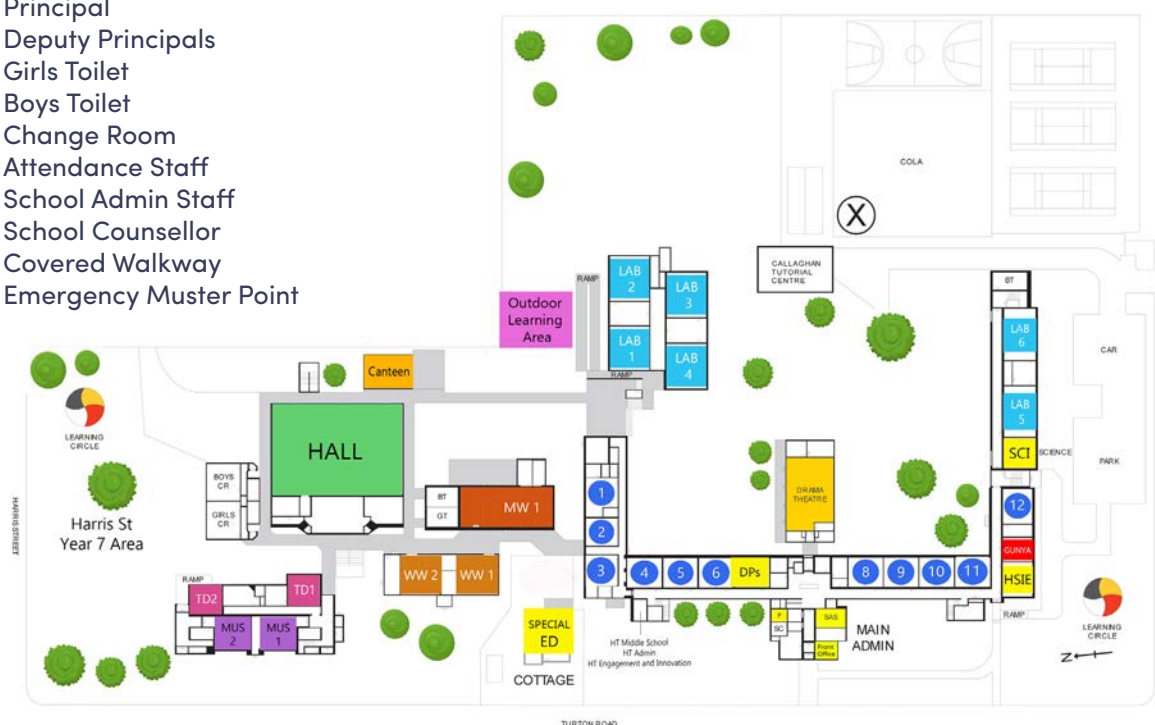 Principal
Deputy Principals
Girls Toilet
Boys Toilet
Change Room
Attendance Staff
School Admin Staff
School Counsellor
Covered Walkway
Emergency Muster Point
COLA
X
CALLAGHAN
TUTORIAL
CENTRE
RAMP
LAB
2
LAB
3
Outdoor
Learning
Area
LAB
1
LAB
4
RAMP
BT
LAB
6
CAR
LAB
5
Canteen
LEARNING
CIRCLE
HALL
SCI
SCIENCE
PARK
BOYS
CR
GIRLS
CR
BT
GT
MW 1
1
2
3
DRAMA
THEATRE
12
GUNYA
HSIE
HARRIS STREET
Harris St
Year 7 Area
WW 2
WW 1
4
5
6
DPs
8
9
10
11
RAMP
TD2
TD1
MUS
2
MUS
1
SPECIAL
ED
COTTAGE
HT Middle School
HT Admin
HT Engagement and Innovation
P
SC
SAS
Front
Office
MAIN
ADMIN
RAMP
LEARNING
CIRCLE
Z
TURTON ROAD